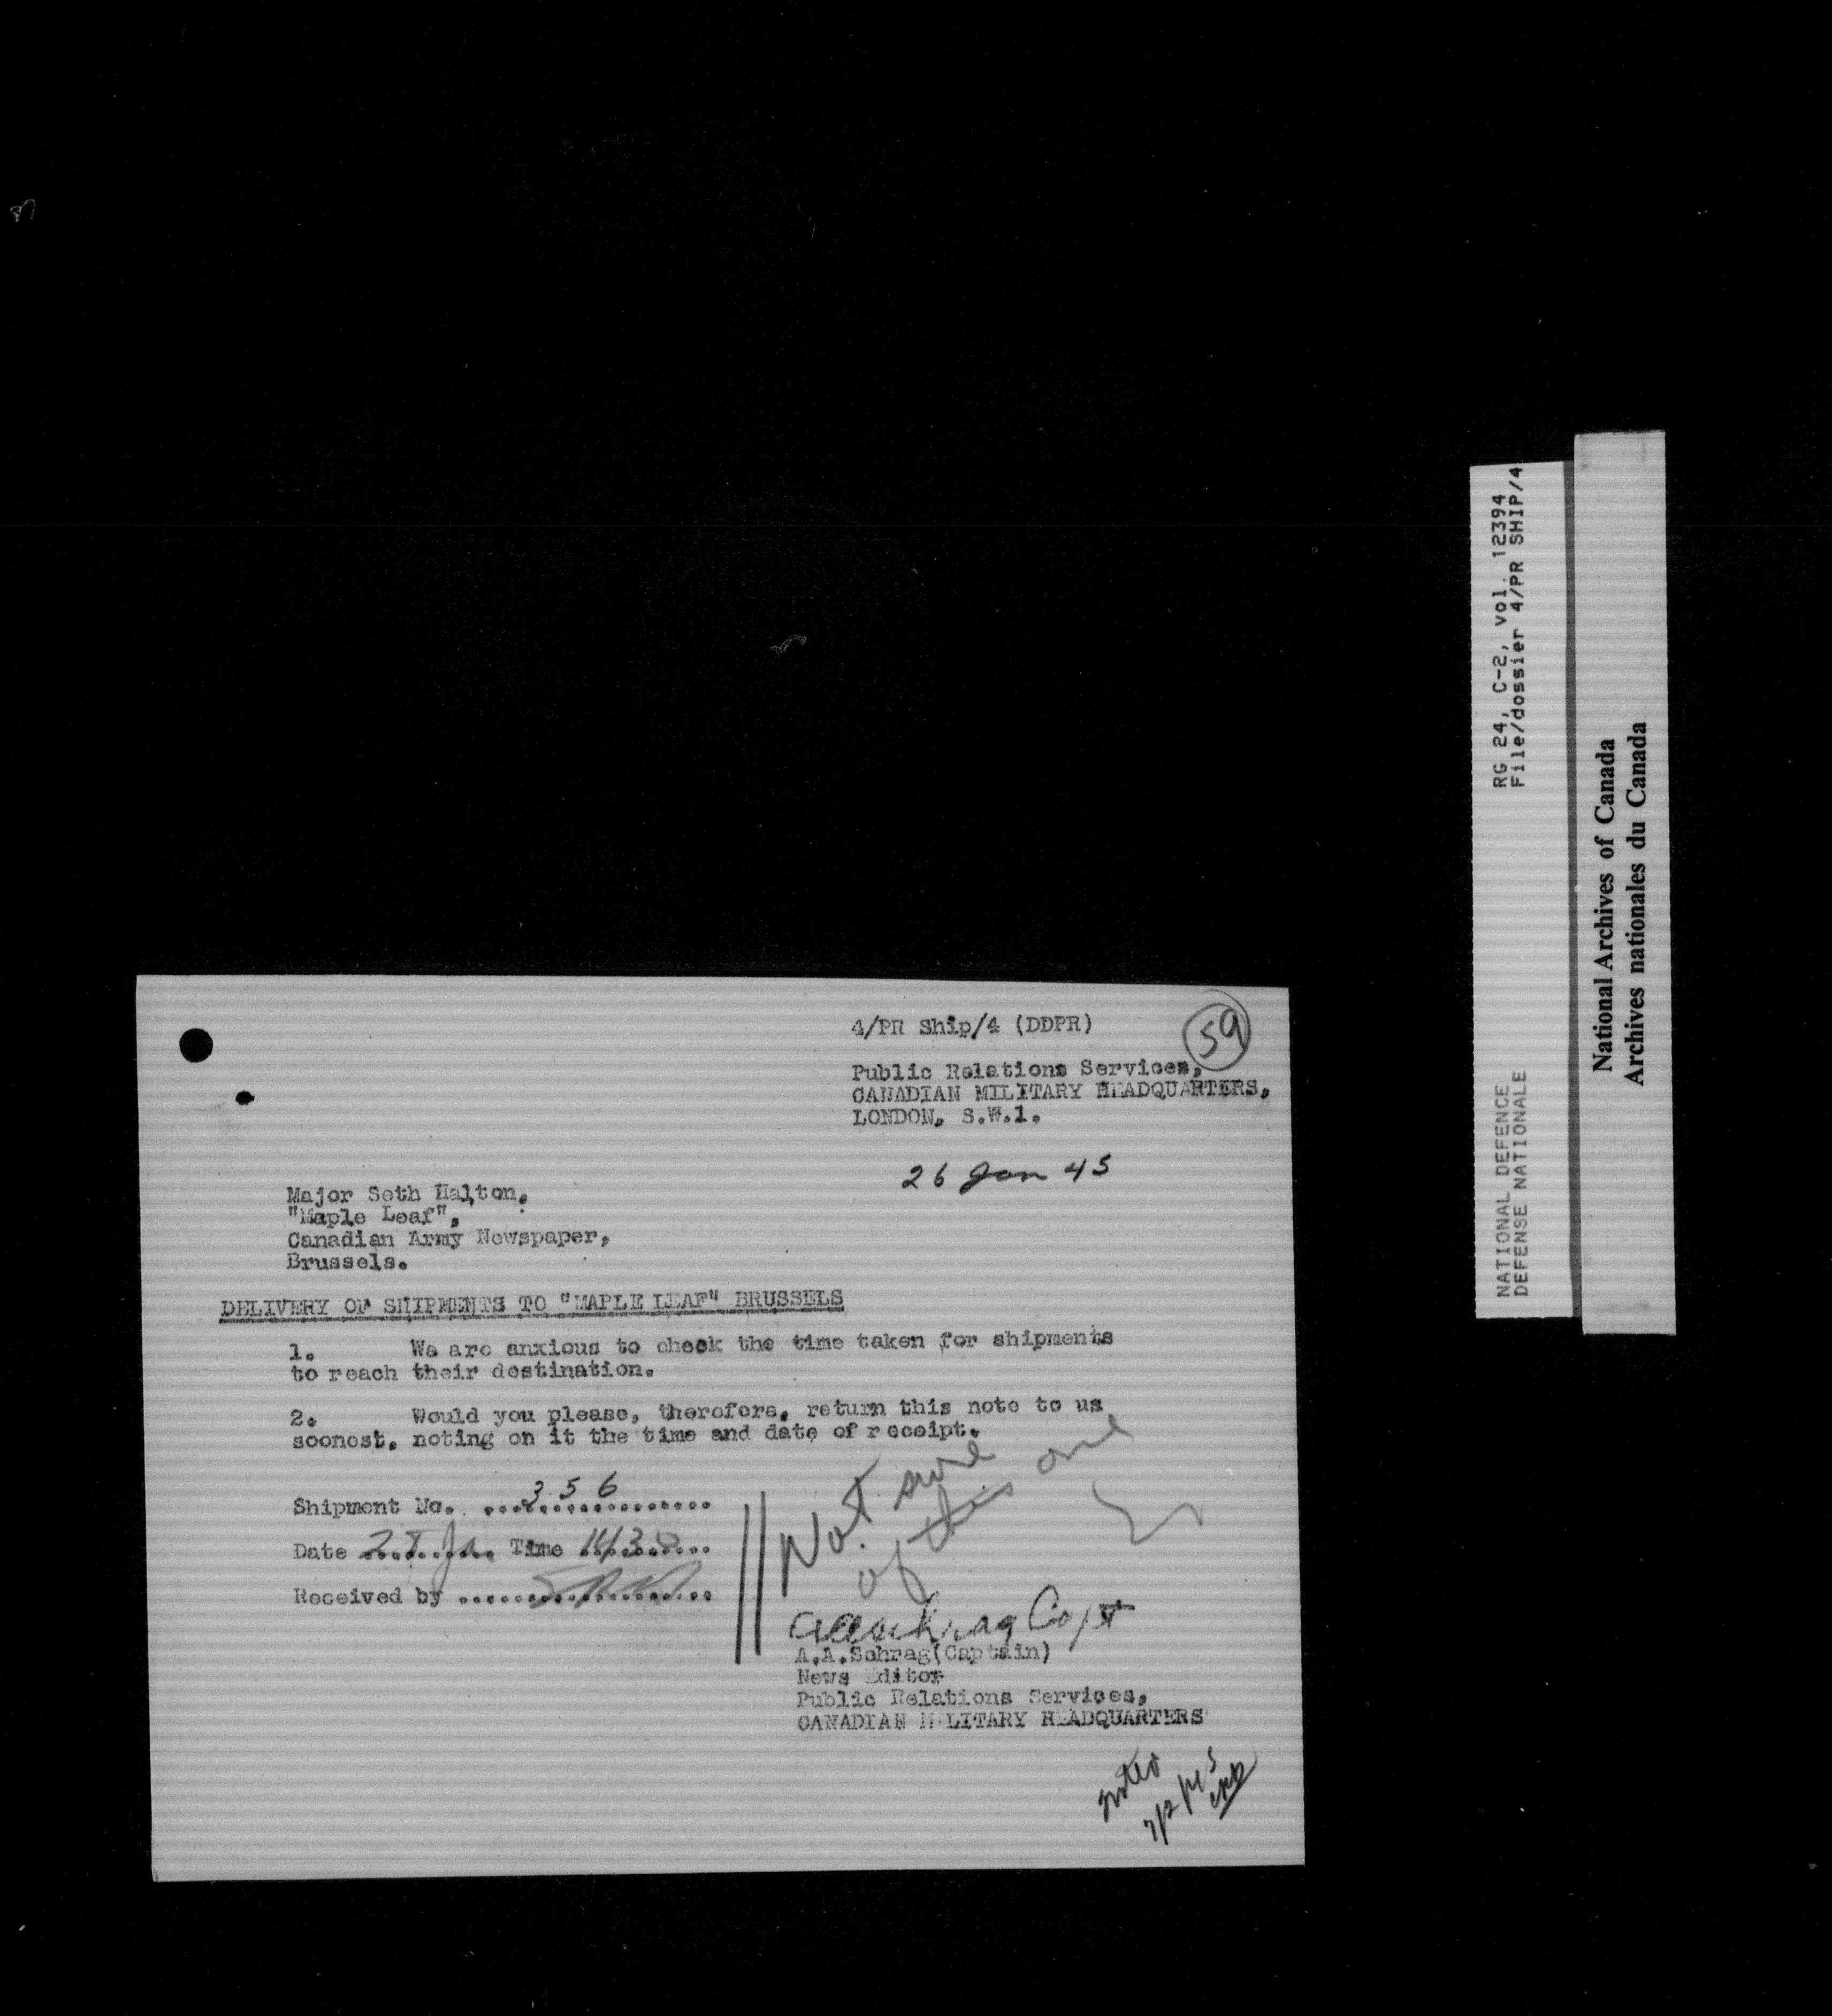 4/PR Ship/4 (DDPR)
59
Public Relations Services,
CANADIAN MILITARY HEADQUARTERS,
LONDON, S.W.1.
26 Jan 45
Major Seth Halton,
"Maple Leaf",
Canadian Army Newspaper,
Brussels.
DELIVERY OF SHIPMENTS TO "MAPLE LEAF" BRUSSELS
1. We are anxious to check the time taken for shipments
to reach their destination.
2. Would you please, therefore, return this note to us
soonest, noting on it the time and date of receipt.
Shipment No. 356
Date Jan Time 1430
Received by
Not sure
of this one
AASchrag Capt
A.A.Schrag(Captain)
News Editor
Public Relations Services,
CANADIAN MILITARY HEADQUARTERS
RG 24, C-2, vol. 12394
File/dossier 4/PR SHIP/4
NATIONAL DEFENCE
DEFENSE NATIONALE
National Archives of Canada
Archives nationales du Canada